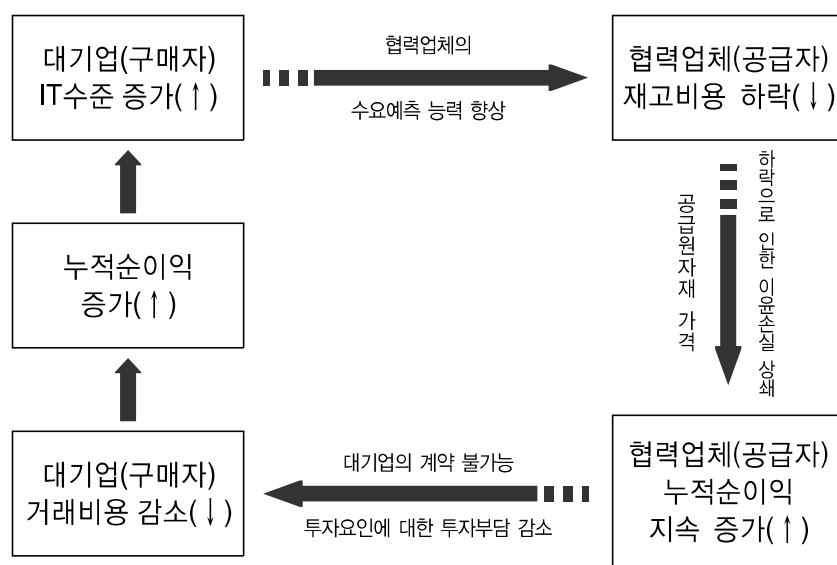 대기업(구매자)
IT수준 증가(↑)
협력업체의
수요예측 능력 향상
협력업체(공급자)
재고비용 하락(↓)
공급원자재 가격
하락으로 인한 이윤손실 상쇄
협력업체(공급자)
누적순이익
지속 증가(↑)
대기업의 계약 불가능
투자요인에 대한 투자부담 감소
대기업(구매자)
거래비용 감소(↓)
누적순이익
증가(↑)